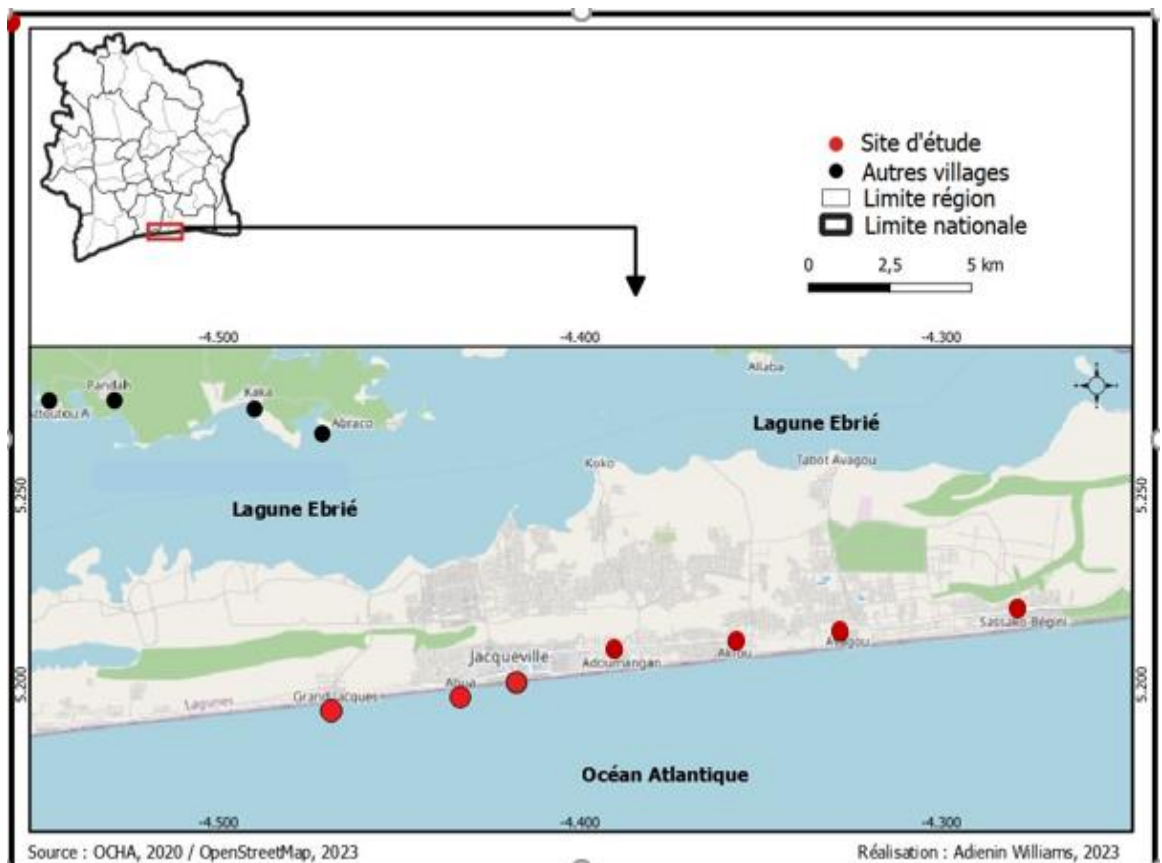 Site d'étude
Autres villages
Limite région
Limite nationale
0 2,5 5 km
-4.500 -4.400 -4.300
Allaba
Pandah
Kaka
Abraco
Lagune Ebrié
Koko
Tabot Avagou
Lagune Ebrié
5.250 5.250
Sassako-Bégini
Avagou
Adoumangan
Jacqueville
Grand Jacques
Lagunes
5.200 5.200
Océan Atlantique
-4.500 -4.400 -4.300
Source : OCHA, 2020 / OpenStreetMap, 2023
Réalisation : Adienin Williams, 2023